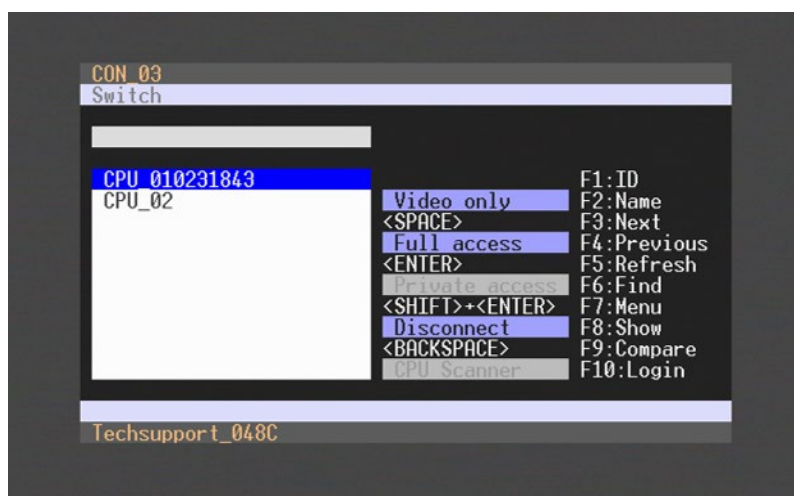 CON_03
Switch
CPU_010231843
CPU_02
Video only
<SPACE>
Full access
<ENTER>
Private access
<SHIFT>+<ENTER>
Disconnect
<BACKSPACE>
CPU Scanner
F1:ID
F2:Name
F3:Next
F4:Previous
F5:Refresh
F6:Find
F7:Menu
F8:Show
F9:Compare
F10:Login
Techsupport_048C